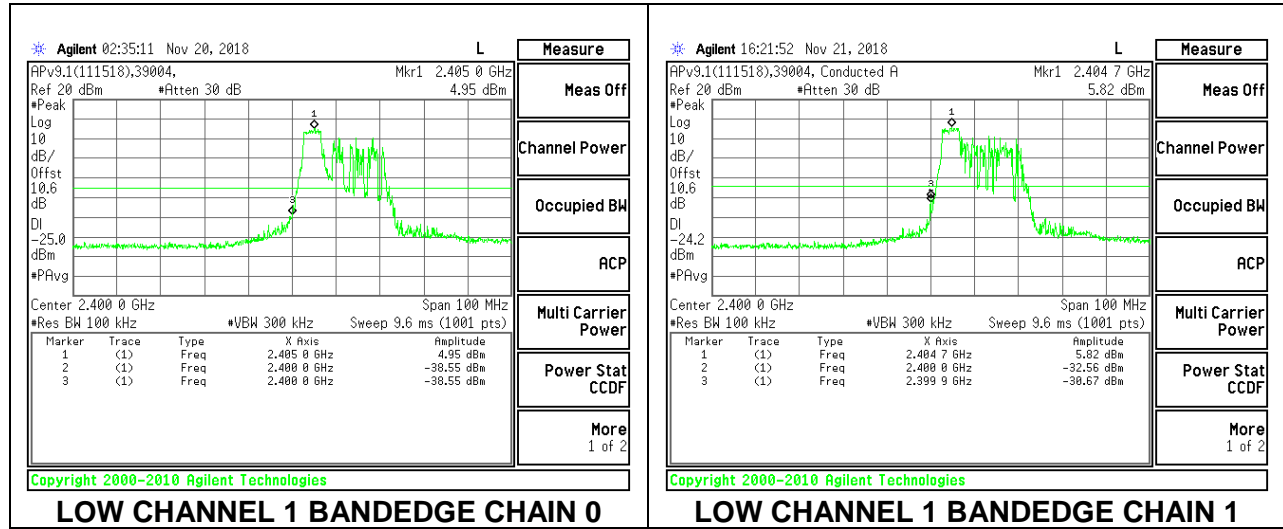 Agilent 02:35:11 Nov 20, 2018 L
APv9.1(111518),39004, Mkr1 2.405 0 GHz
Ref 20 dBm #Atten 30 dB 4.95 dBm
#Peak
Log
10
dB/
Offst
10.6
dB
DI
-25.0
dBm
#PAvg
1
3
Center 2.400 0 GHz Span 100 MHz
#Res BW 100 kHz #VBW 300 kHz Sweep 9.6 ms (1001 pts)
Marker Trace Type X Axis Amplitude
1 (1) Freq 2.405 0 GHz 4.95 dBm
2 (1) Freq 2.400 0 GHz -38.55 dBm
3 (1) Freq 2.400 0 GHz -38.55 dBm
Measure
Meas Off
Channel Power
Occupied BW
ACP
Multi Carrier
Power
Power Stat
CCDF
More
1 of 2
Copyright 2000-2010 Agilent Technologies
LOW CHANNEL 1 BANDEDGE CHAIN 0
Agilent 16:21:52 Nov 21, 2018 L
APv9.1(111518),39004, Conducted A Mkr1 2.404 7 GHz
Ref 20 dBm #Atten 30 dB 5.82 dBm
#Peak
Log
10
dB/
Offst
10.6
dB
DI
-24.2
dBm
#PAvg
1
3
Center 2.400 0 GHz Span 100 MHz
#Res BW 100 kHz #VBW 300 kHz Sweep 9.6 ms (1001 pts)
Marker Trace Type X Axis Amplitude
1 (1) Freq 2.404 7 GHz 5.82 dBm
2 (1) Freq 2.400 0 GHz -32.56 dBm
3 (1) Freq 2.399 9 GHz -30.67 dBm
Measure
Meas Off
Channel Power
Occupied BW
ACP
Multi Carrier
Power
Power Stat
CCDF
More
1 of 2
Copyright 2000-2010 Agilent Technologies
LOW CHANNEL 1 BANDEDGE CHAIN 1